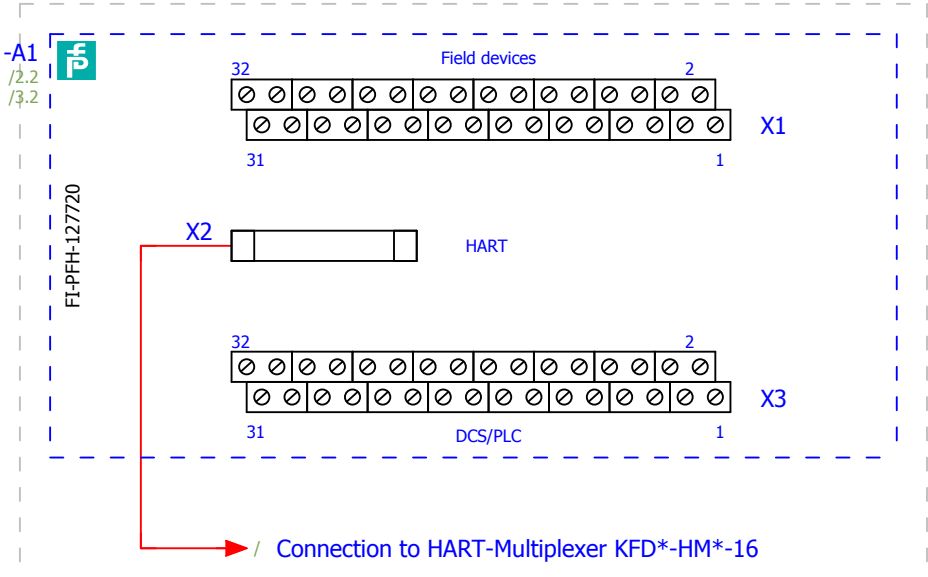 -A1
/2.2
/3.2
Field devices
32
2
X1
31
1
FI-PFH-127720
X2
HART
32
2
X3
31
DCS/PLC
1
/ Connection to HART-Multiplexer KFD*-HM*-16